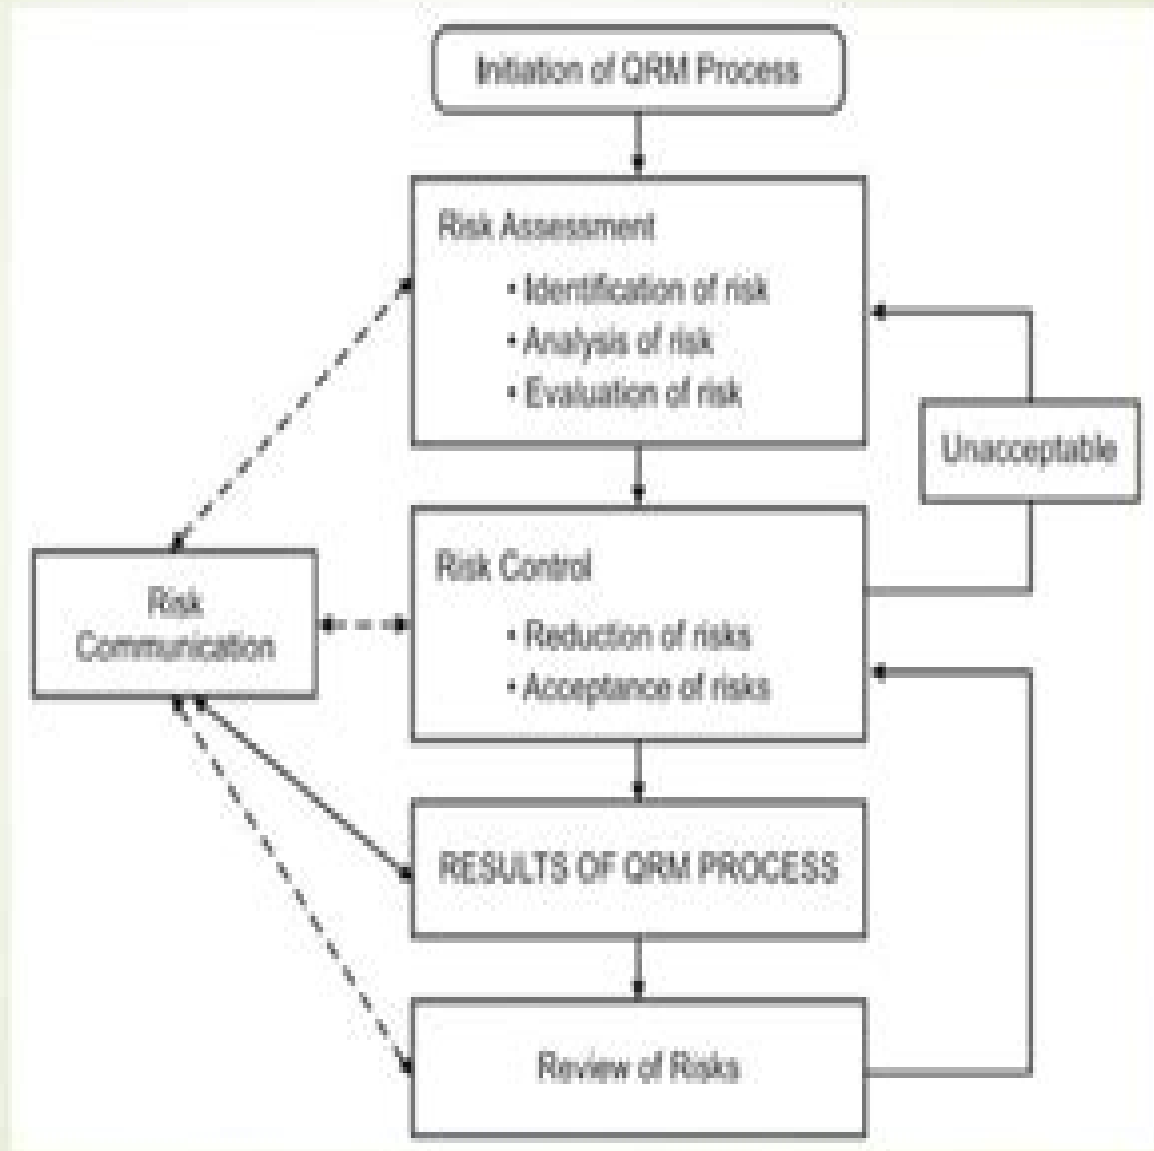 Initiation of QRM Process
Risk Assessment
• Identification of risk
• Analysis of risk
• Evaluation of risk
Unacceptable
Risk Control
• Reduction of risks
• Acceptance of risks
Risk
Communication
RESULTS OF QRM PROCESS
Review of Risks